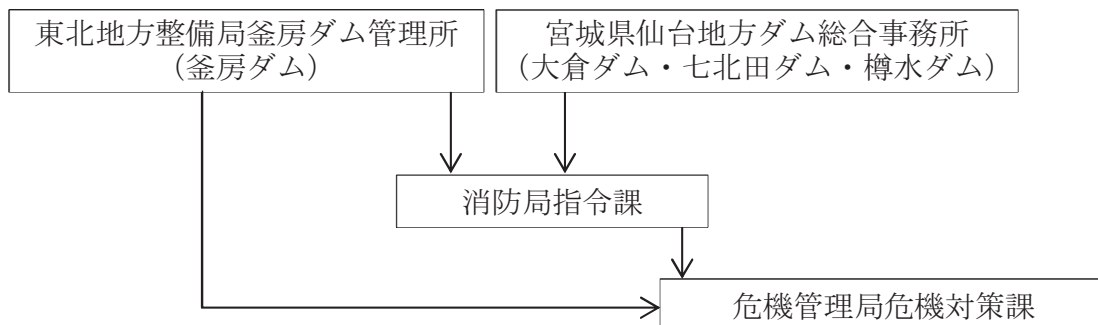 東北地方整備局釜房ダム管理所
（釜房ダム）
宮城県仙台地方ダム総合事務所
（大倉ダム・七北田ダム・樽水ダム）
消防局指令課
危機管理局危機対策課